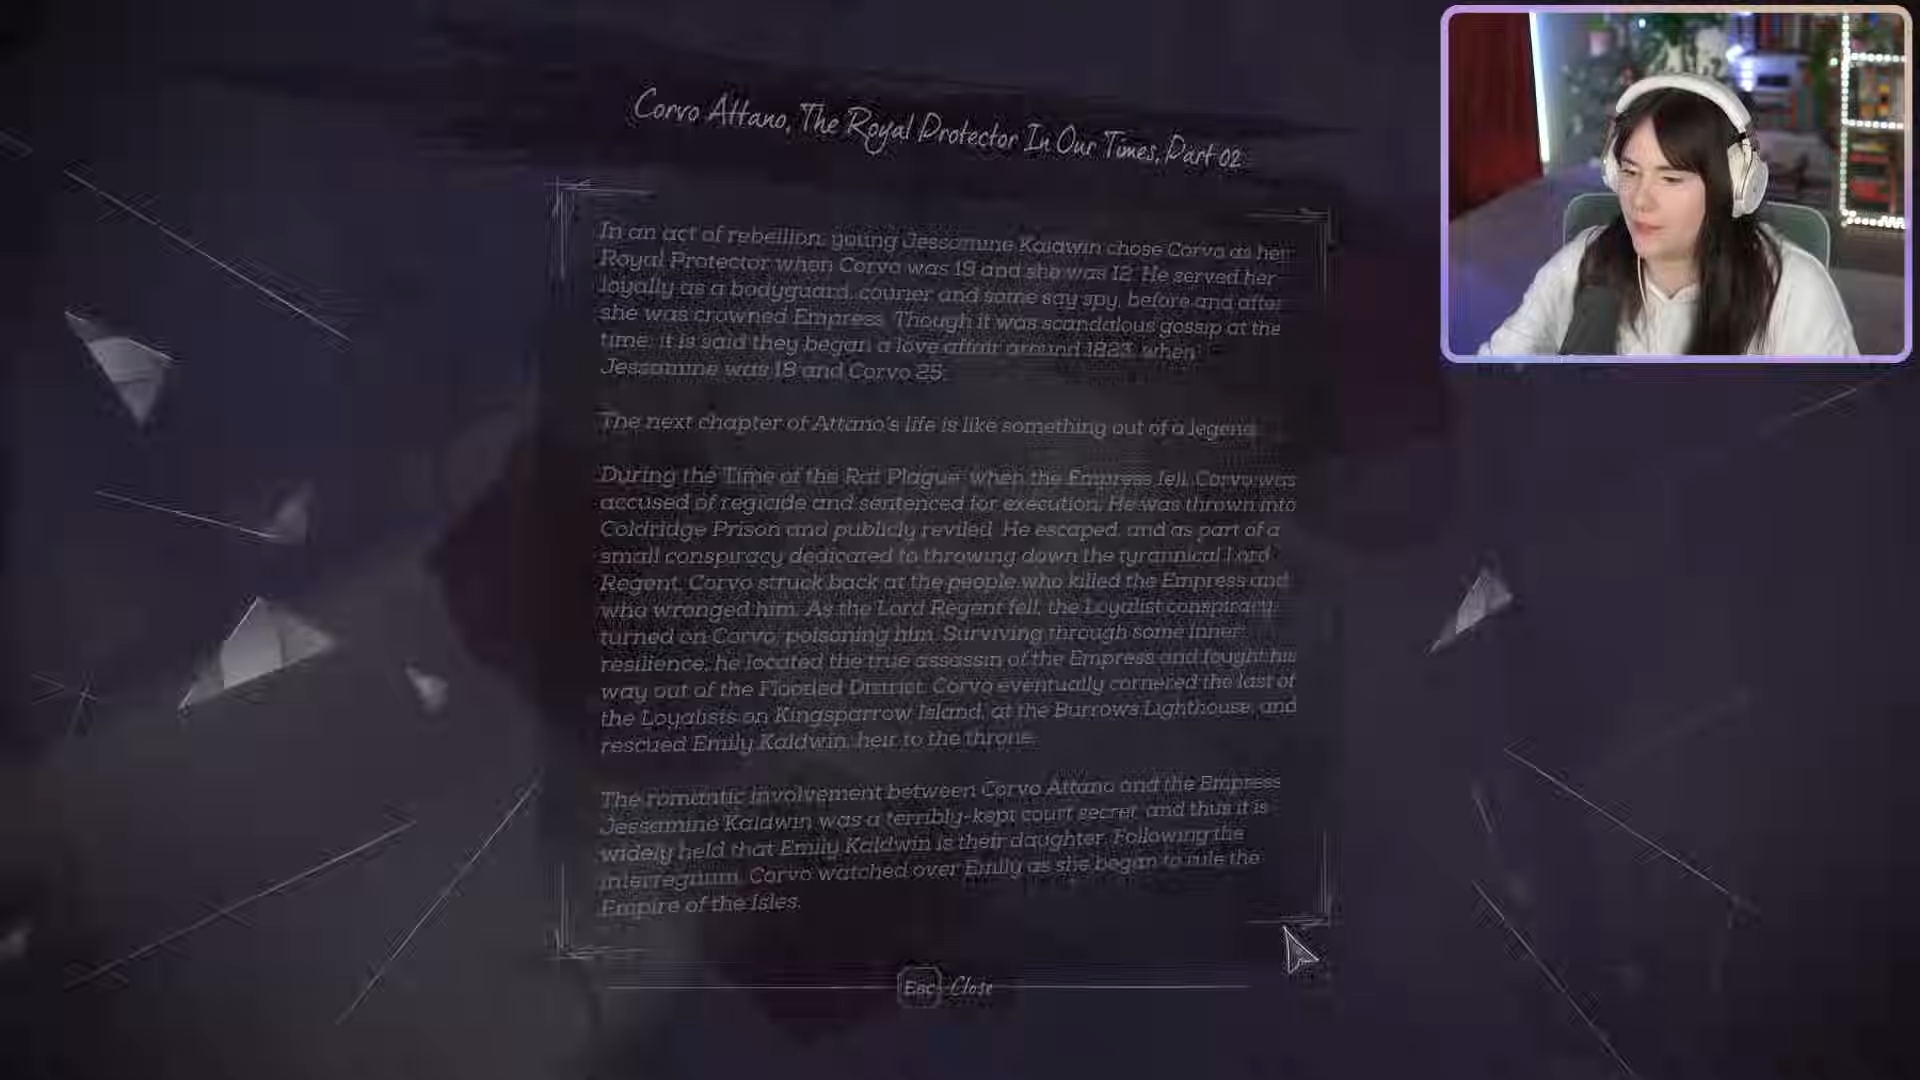 Corvo Attano, The Royal Protector In Our Times, Part 02
In an act of rebellion, young Jessamine Kaldwin chose Corvo as her
Royal Protector when Corvo was 19 and she was 12. He served her
loyally as a bodyguard, courier and some say spy, before and after
she was crowned Empress. Though it was scandalous gossip at the
time, it is said they began a love affair around 1823, when
Jessamine was 18 and Corvo 25.
The next chapter of Attano's life is like something out of a legend.
During the Time of the Rat Plague, when the Empress fell, Corvo was
accused of regicide and sentenced for execution. He was thrown into
Coldridge Prison and publicly reviled. He escaped, and as part of a
small conspiracy dedicated to throwing down the tyrannical Lord
Regent, Corvo struck back at the people who killed the Empress and
who wronged him. As the Lord Regent fell, the Loyalist conspiracy
turned on Corvo, poisoning him. Surviving through some inner
resilience, he located the true assassin of the Empress and fought his
way out of the Flooded District. Corvo eventually cornered the last of
the Loyalists on Kingsparrow Island, at the Burrows Lighthouse, and
rescued Emily Kaldwin, heir to the throne.
The romantic involvement between Corvo Attano and the Empress
Jessamine Kaldwin was a terribly-kept court secret, and thus it is
widely held that Emily Kaldwin is their daughter. Following the
interregnum, Corvo watched over Emily as she began to rule the
Empire of the Isles.
Esc Close